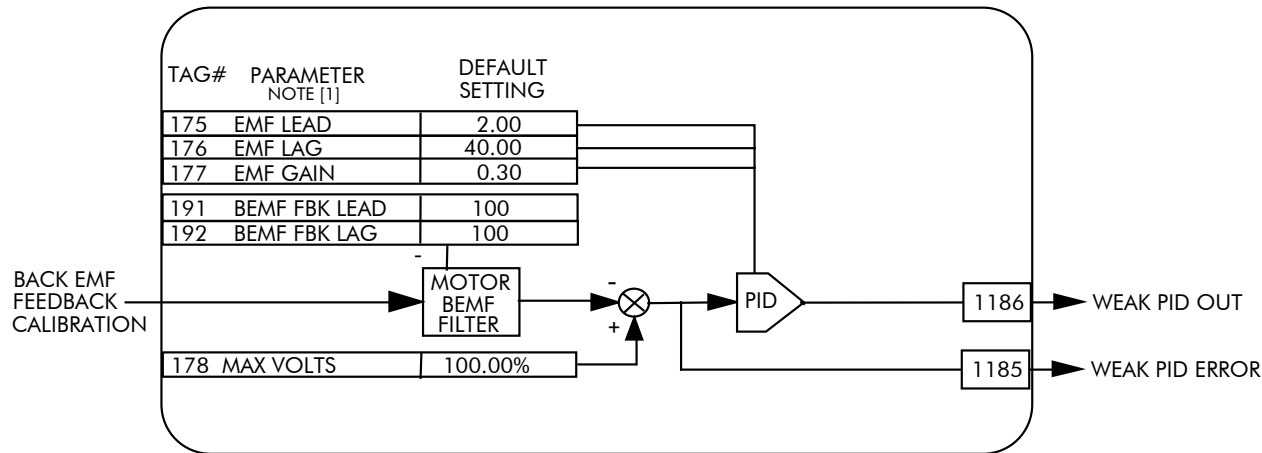 TAG# PARAMETER DEFAULT
NOTE [1] SETTING
175 EMF LEAD 2.00
176 EMF LAG 40.00
177 EMF GAIN 0.30
191 BEMF FBK LEAD 100
192 BEMF FBK LAG 100
-
BACK EMF
FEEDBACK
CALIBRATION
MOTOR
BEMF
FILTER
-
+
PID
1186 WEAK PID OUT
178 MAX VOLTS 100.00%
1185 WEAK PID ERROR